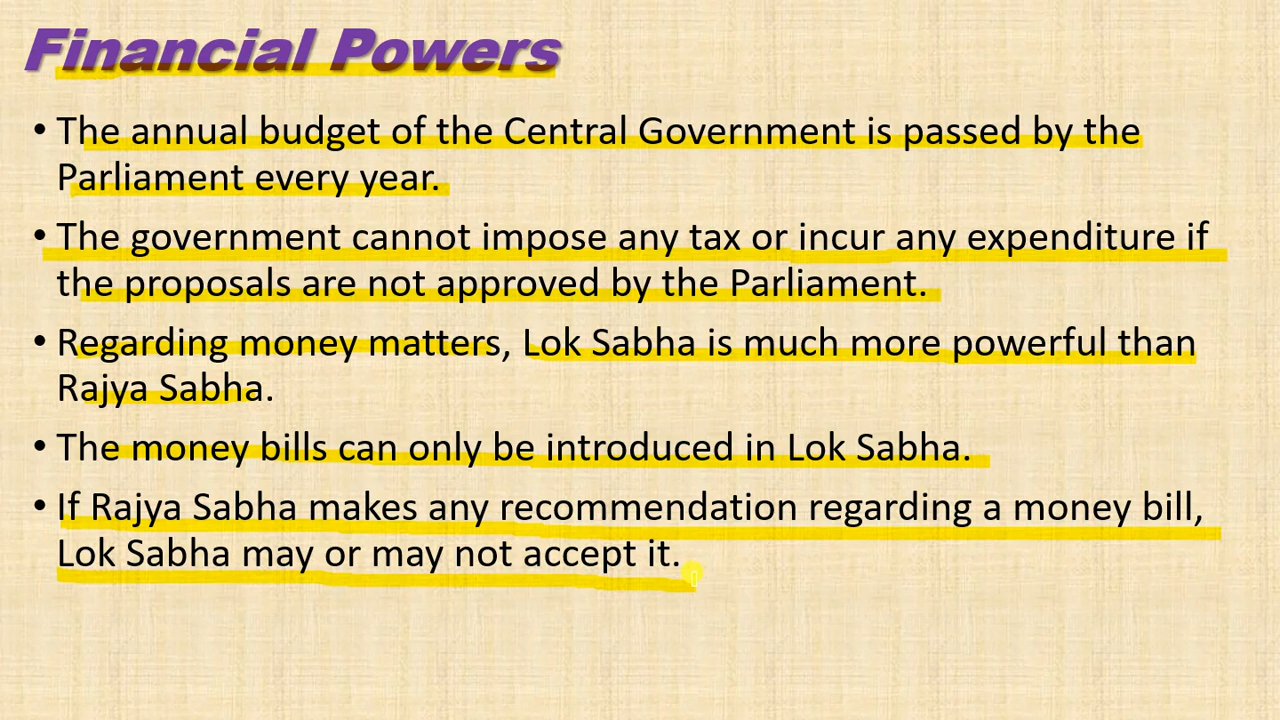 Financial Powers
• The annual budget of the Central Government is passed by the
Parliament every year.
• The government cannot impose any tax or incur any expenditure if
the proposals are not approved by the Parliament.
• Regarding money matters, Lok Sabha is much more powerful than
Rajya Sabha.
• The money bills can only be introduced in Lok Sabha.
• If Rajya Sabha makes any recommendation regarding a money bill,
Lok Sabha may or may not accept it.